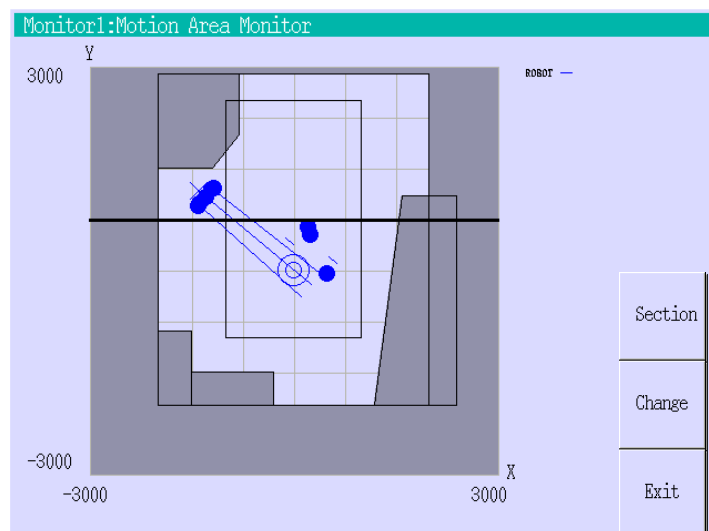 Monitor1:Motion Area Monitor
Y
3000
ROBOT
Section
Change
-3000
X
-3000
3000
Exit